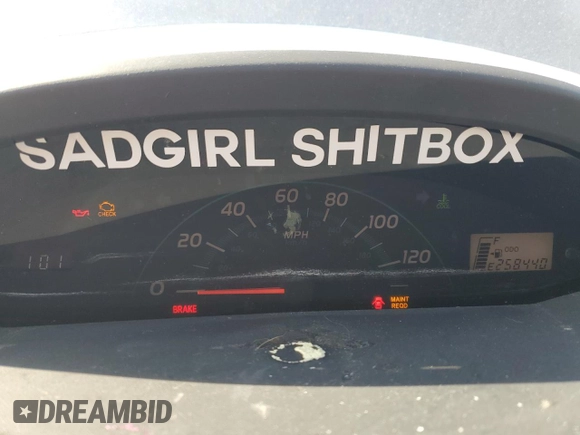 SADGIRL SHITBOX
60
40 80
CHECK
MPH
20 100
F
ODO
101
120
E 258440
0
BRAKE
MAINT
REQD
DREAMBID